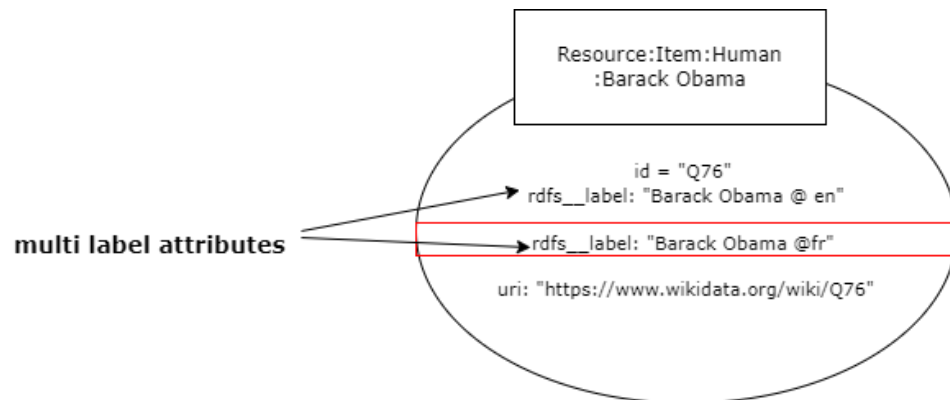 Resource:Item:Human
:Barack Obama
id = "Q76"
rdfs__label: "Barack Obama @ en"
multi label attributes
rdfs__label: "Barack Obama @fr"
uri: "https://www.wikidata.org/wiki/Q76"